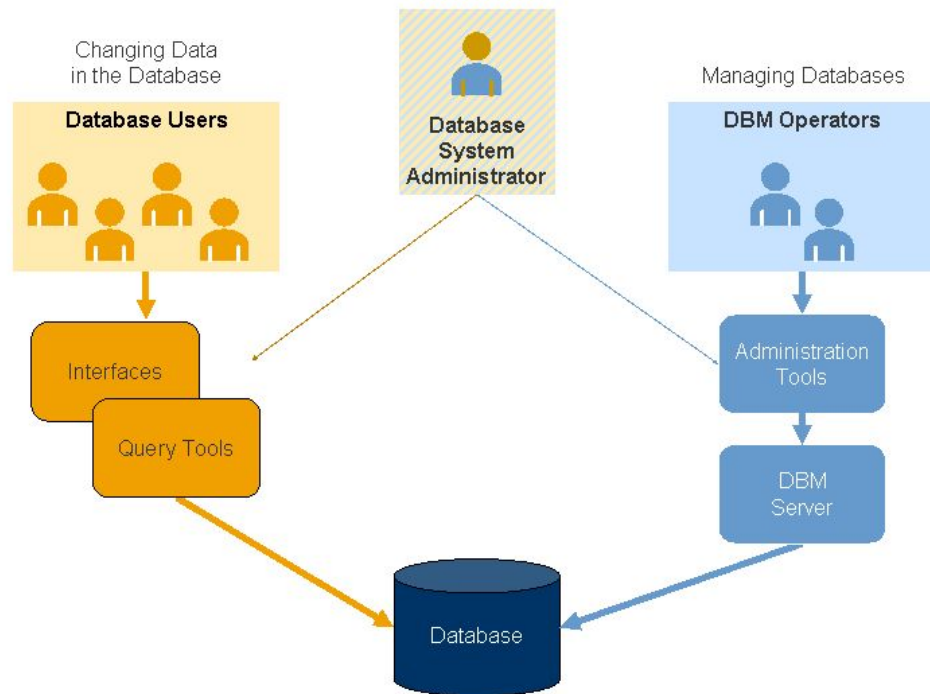 Changing Data
in the Database
Database Users
Database
System
Administrator
Managing Databases
DBM Operators
Interfaces
Query Tools
Administration
Tools
DBM
Server
Database